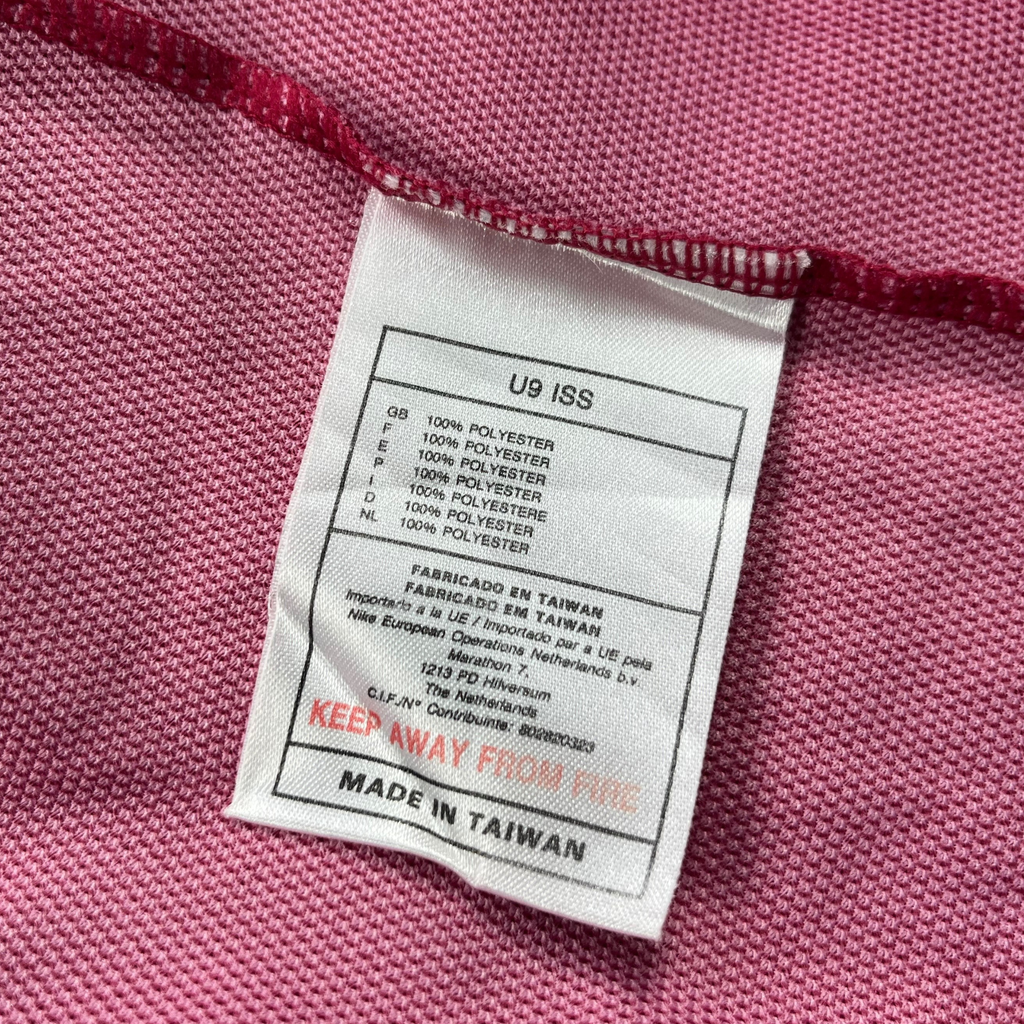 U9 ISS
GB 100% POLYESTER
F 100% POLYESTER
E 100% POLYESTER
P 100% POLYESTER
I 100% POLYESTERE
D 100% POLYESTER
NL 100% POLYESTER
FABRICADO EN TAIWAN
FABRICADO EM TAIWAN
Importado a la UE / Importado par a UE pela
Nike European Operations Netherlands b.v.
Marathon 7,
1213 PD Hilversum
The Netherlands
C.I.F./Nº Contribuinte: 802820323
KEEP AWAY FROM FIRE
MADE IN TAIWAN